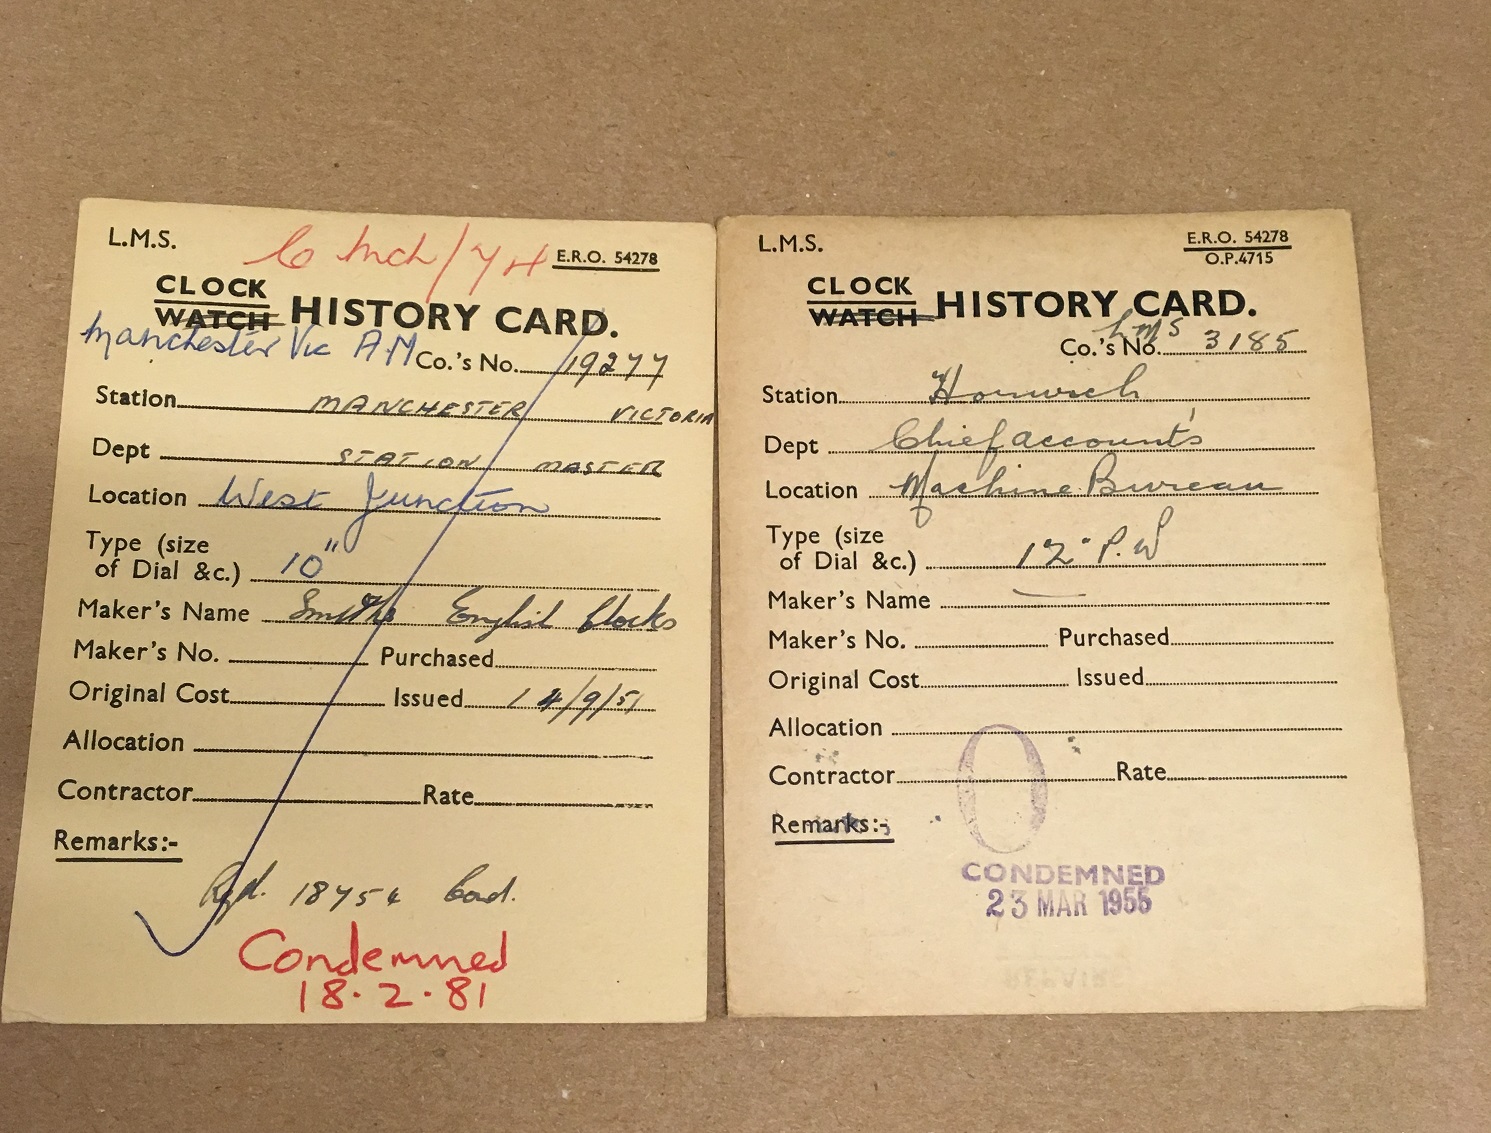 L.M.S.
6 Inch/
E.R.O. 54278
CLOCK
WATCH HISTORY CARD.
Manchester Vic A.M
Co.'s No. 19277
Station MANCHESTER VICTORIA
Dept STATION MASTER
Location West Junction
Type (size
of Dial &c.) 10"
Maker's Name Smiths English Clocks
Maker's No. Purchased
Original Cost Issued 14/9/51
Allocation
Contractor Rate
Remarks:-
18754
Condemned
18.2.81
L.M.S.
E.R.O. 54278
O.P.4715
CLOCK
WATCH HISTORY CARD.
LMS
Co.'s No. 3185
Station Horwich
Dept Chief accounts
Location Machine Bureau
Type (size
of Dial &c.) 12" P.W
Maker's Name
Maker's No. Purchased
Original Cost Issued
Allocation
Contractor Rate
Remarks:-
CONDEMNED
23 MAR 1955